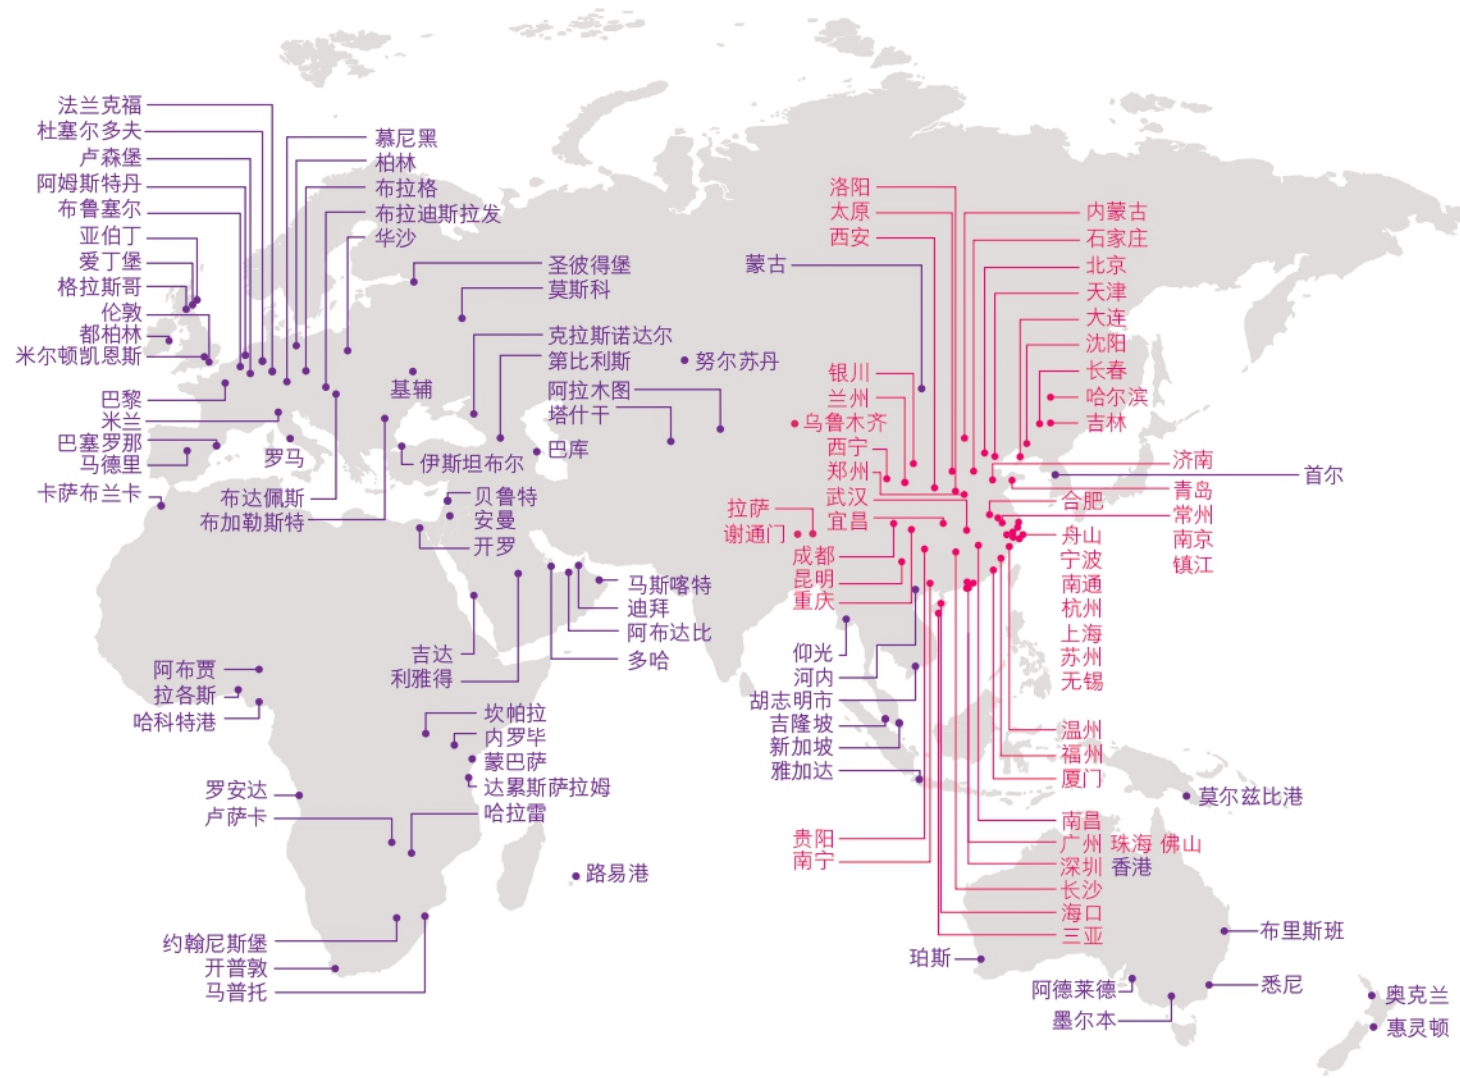 法兰克福
杜塞尔多夫
卢森堡
阿姆斯特丹
布鲁塞尔
亚伯丁
爱丁堡
格拉斯哥
伦敦
都柏林
米尔顿凯恩斯
巴黎
米兰
巴塞罗那
马德里
卡萨布兰卡
慕尼黑
柏林
布拉格
布拉迪斯拉发
华沙
圣彼得堡
莫斯科
克拉斯诺达尔
第比利斯
努尔苏丹
阿拉木图
塔什干
基辅
巴库
罗马
伊斯坦布尔
布达佩斯
布加勒斯特
贝鲁特
安曼
开罗
马斯喀特
迪拜
阿布达比
多哈
吉达
利雅得
阿布贾
拉各斯
哈科特港
坎帕拉
内罗毕
蒙巴萨
达累斯萨拉姆
哈拉雷
罗安达
卢萨卡
路易港
约翰尼斯堡
开普敦
马普托
洛阳
太原
西安
蒙古
银川
兰州
乌鲁木齐
西宁
郑州
武汉
宜昌
拉萨
谢通门
成都
昆明
重庆
仰光
河内
胡志明市
吉隆坡
新加坡
雅加达
贵阳
南宁
内蒙古
石家庄
北京
天津
大连
沈阳
长春
哈尔滨
吉林
济南
首尔
青岛
合肥
常州
南京
镇江
舟山
宁波
南通
杭州
上海
苏州
无锡
温州
福州
厦门
莫尔兹比港
南昌
广州 珠海 佛山
深圳 香港
长沙
海口
三亚
珀斯
布里斯班
阿德莱德
悉尼
墨尔本
奥克兰
惠灵顿